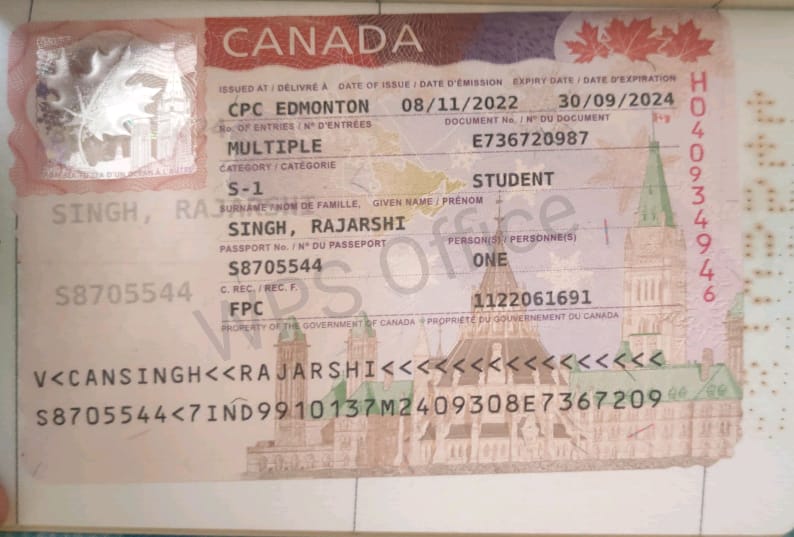 CANADA
ISSUED AT / DÉLIVRÉ À DATE OF ISSUE / DATE D'ÉMISSION EXPIRY DATE / DATE D'EXPIRATION
CPC EDMONTON 08/11/2022 30/09/2024
No. OF ENTRIES / Nº D'ENTRÉES DOCUMENT No. / Nº DU DOCUMENT
MULTIPLE E736720987
CATEGORY / CATÉGORIE
S-1 STUDENT
SURNAME / NOM DE FAMILLE, GIVEN NAME / PRÉNOM
SINGH, RAJARSHI
PASSPORT No. / Nº DU PASSEPORT PERSON(S) / PERSONNE(S)
S8705544 ONE
C. REC. / REC. F.
FPC 1122061691
PROPERTY OF THE GOVERNMENT OF CANADA PROPRIÉTÉ DU GOUVERNEMENT DU CANADA
V<CANSINGH<<RAJARSHI<<<<<<<<<<<<<<<<<<
S8705544<7IND9910137M2409308E7367209
H040934946
SINGH, RAJARSHI
S8705544
WPS Office